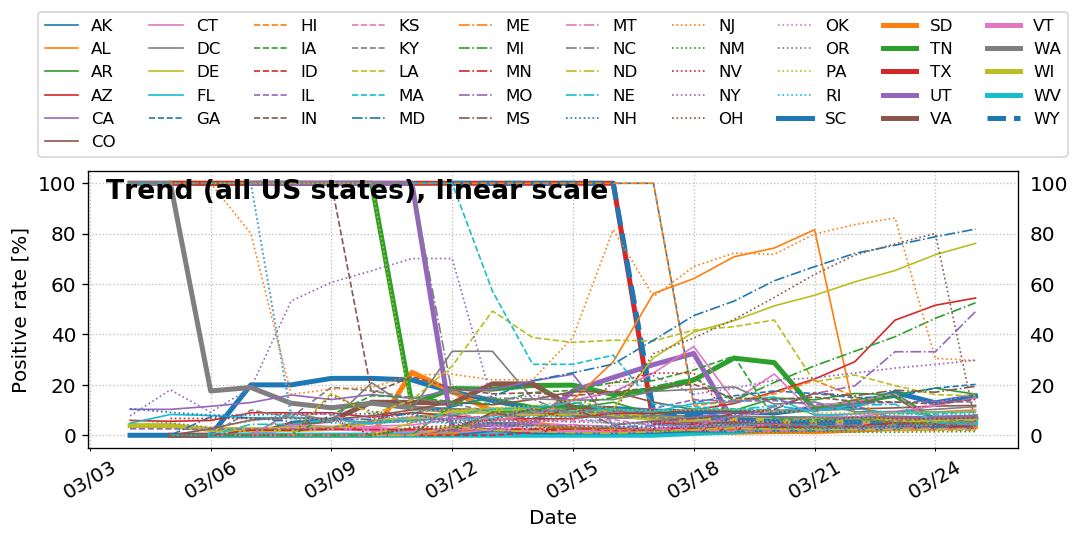 AK CT HI KS ME MT NJ OK SD VT
AL DC IA KY MI NC NM OR TN WA
AR DE ID LA MN ND NV PA TX WI
AZ FL IL MA MO NE NY RI UT WV
CA GA IN MD MS NH OH SC VA WY
CO
Trend (all US states), linear scale
100 100
80 80
60 60
40 40
20 20
0 0
Positive rate [%]
03/03 03/06 03/09 03/12 03/15 03/18 03/21 03/24
Date